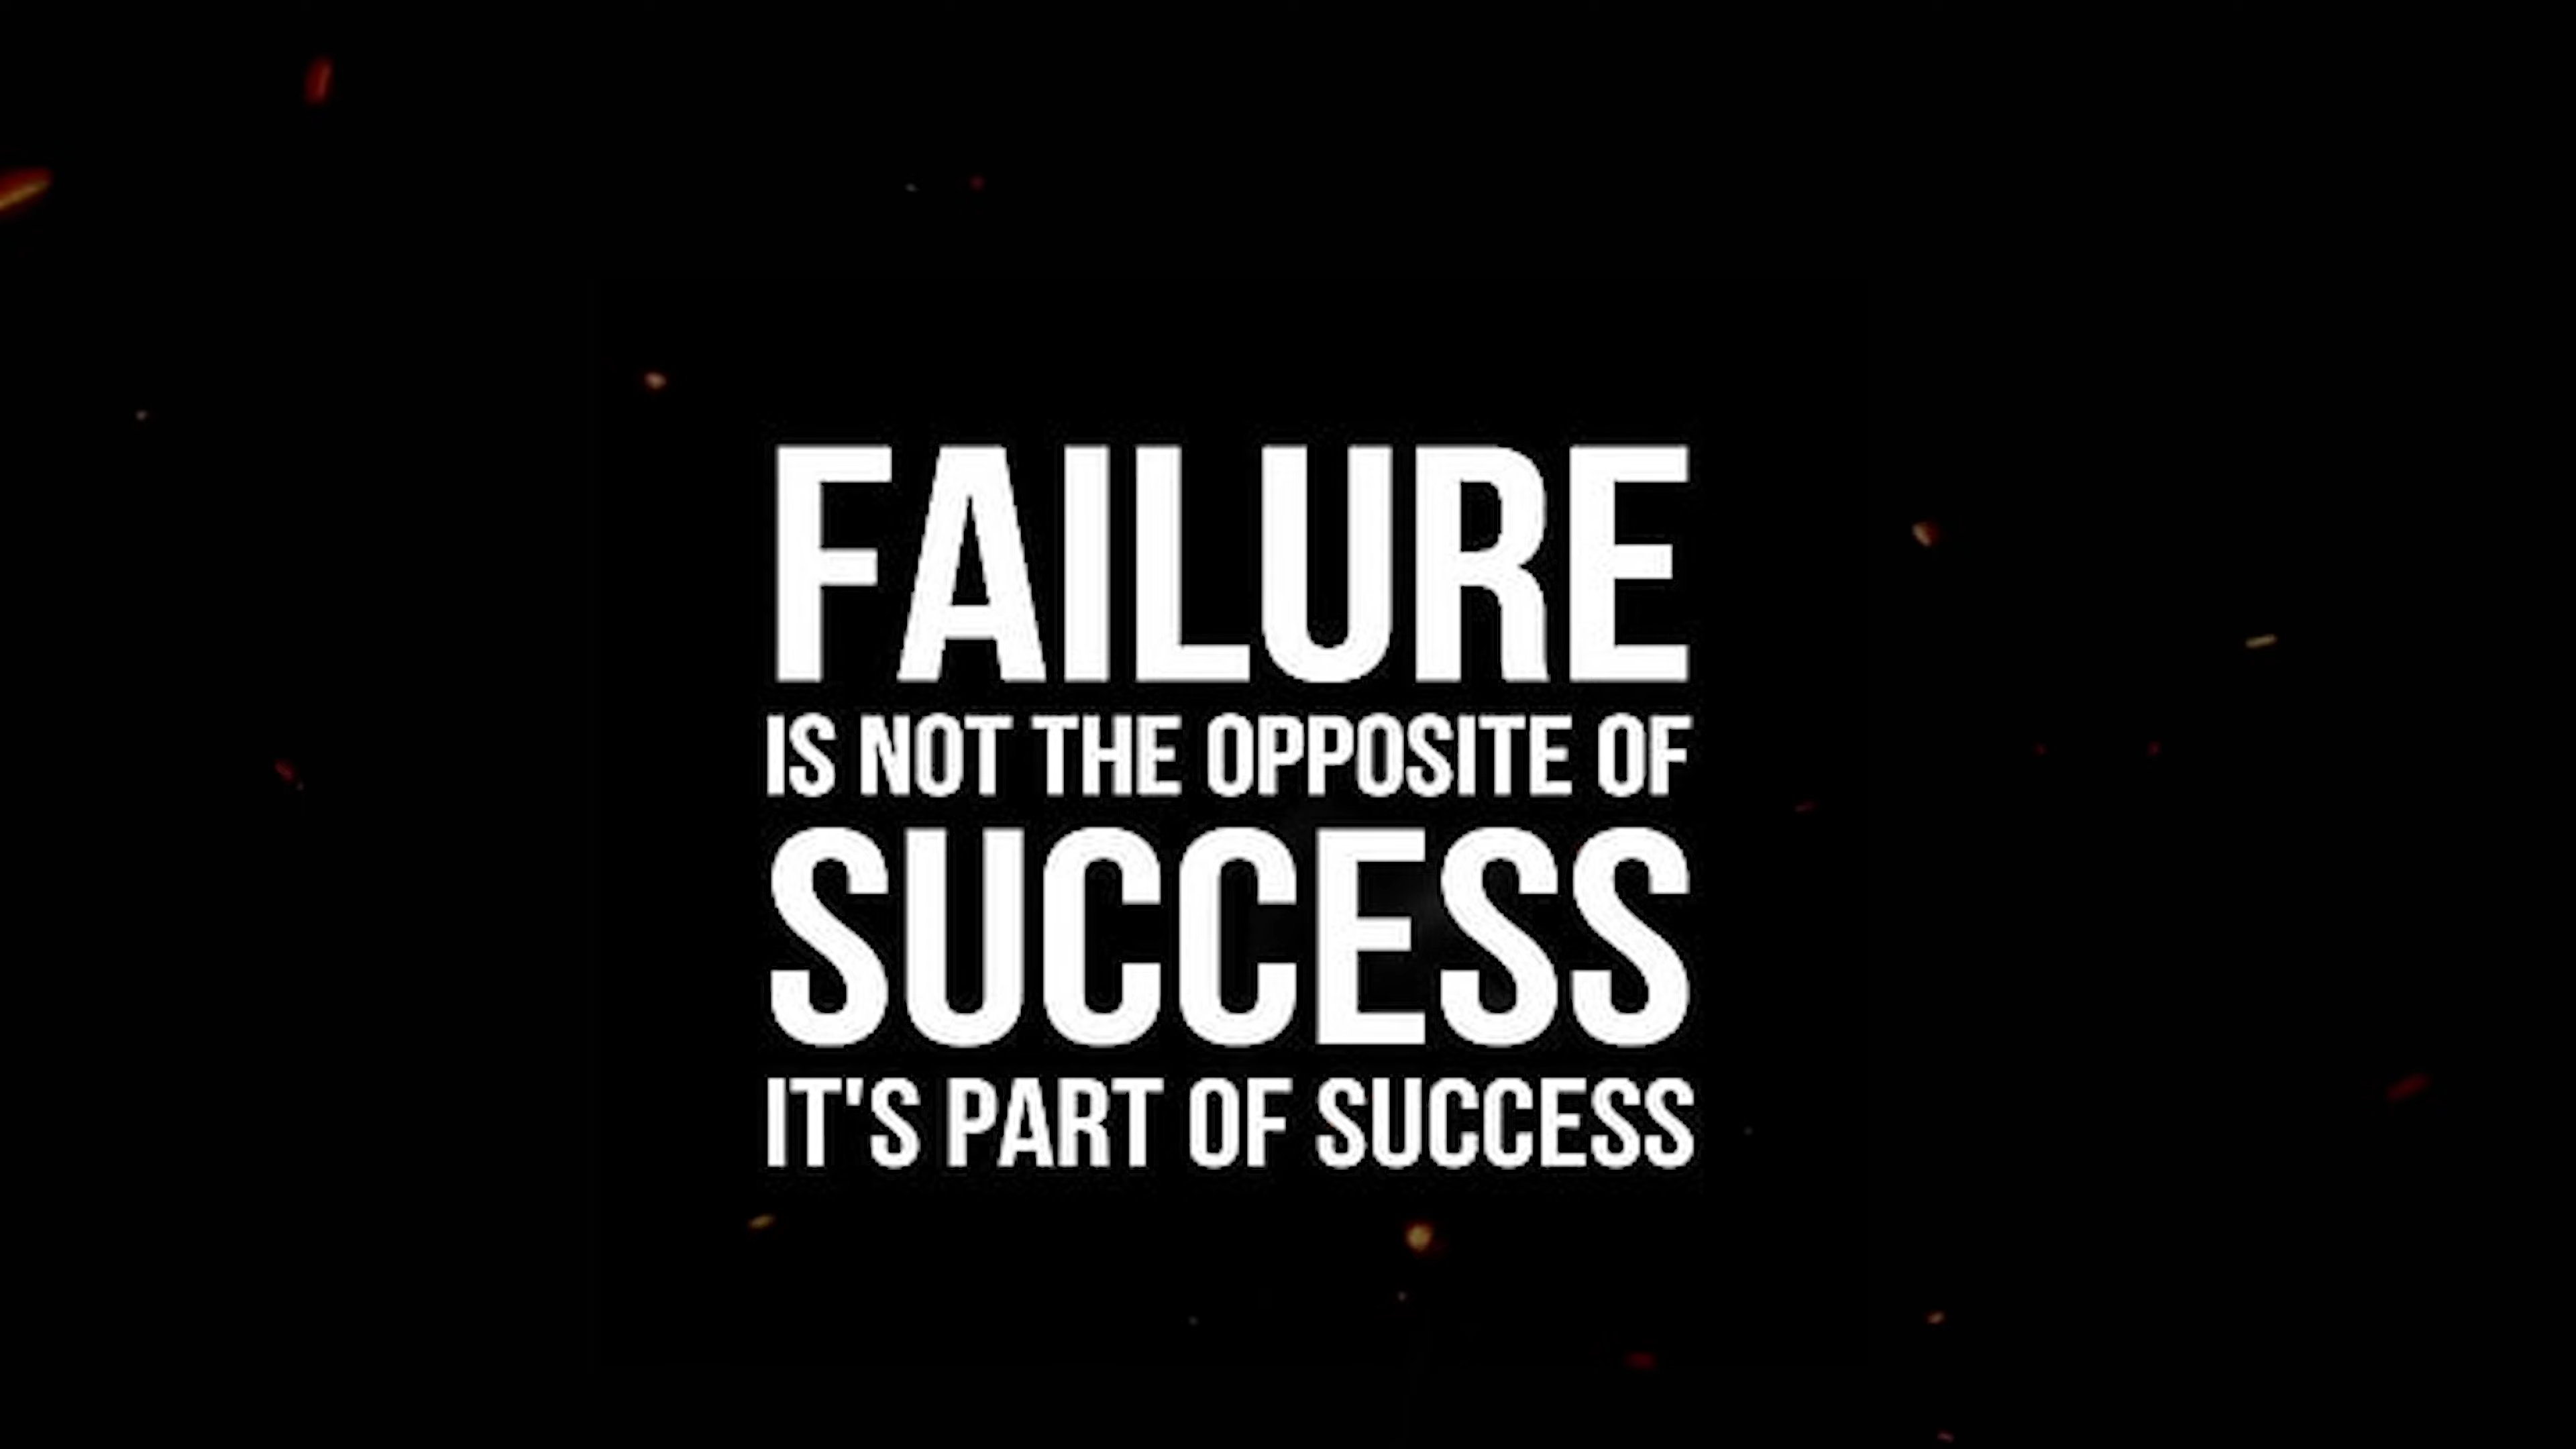 FAILURE
IS NOT THE OPPOSITE OF
SUCCESS
IT'S PART OF SUCCESS